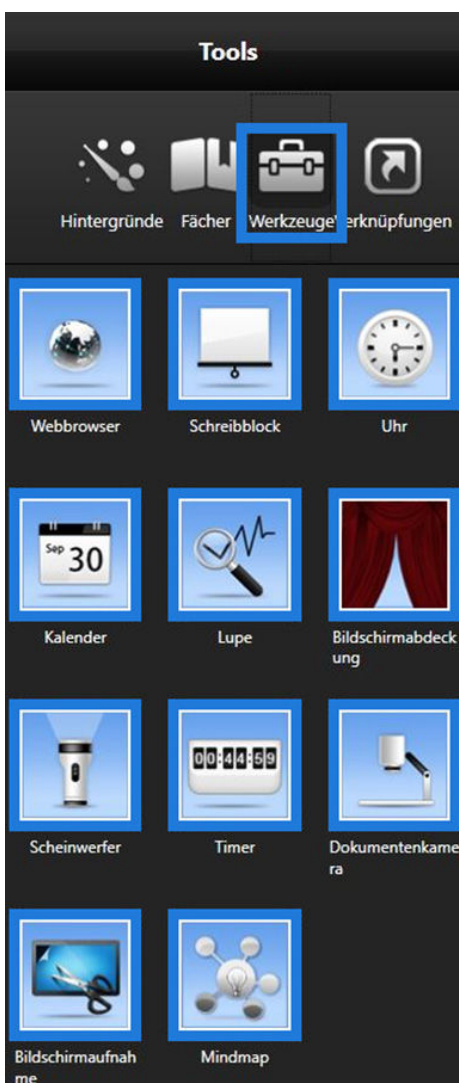 Tools
Hintergründe Fächer Werkzeuge erknüpfungen
Webbrowser Schreibblock Uhr
Sep
30
Kalender Lupe Bildschirmabdeck
ung
00:44:59
Scheinwerfer Timer Dokumentenkame
ra
Bildschirmaufnah
me
Mindmap